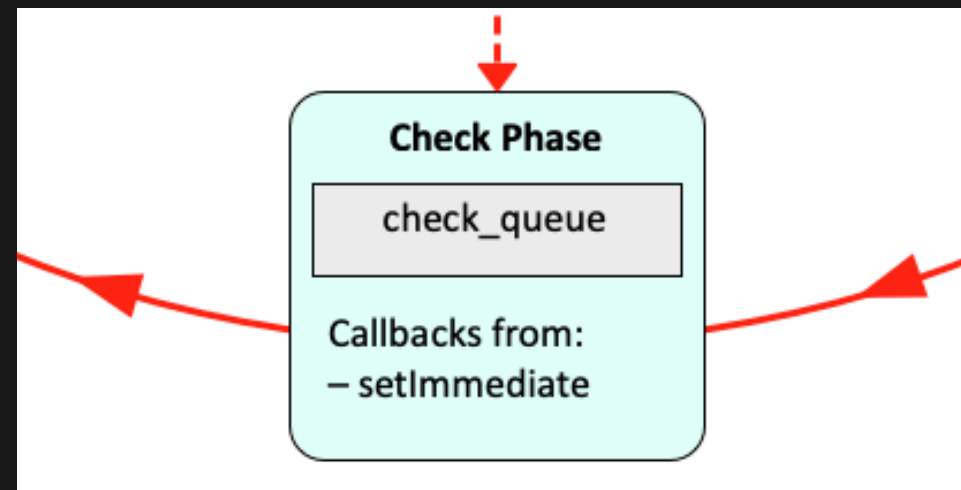 Check Phase
check_queue
Callbacks from:
– setImmediate